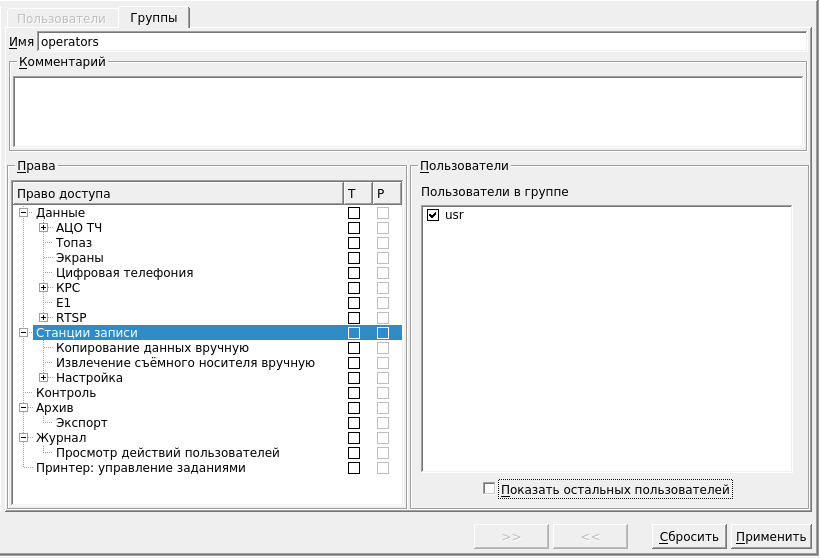 Пользователи Группы
Имя operators
Комментарий
Права
Право доступа T P
Данные
АЦО ТЧ
Топаз
Экраны
Цифровая телефония
КРС
E1
RTSP
Станции записи
Копирование данных вручную
Извлечение съёмного носителя вручную
Настройка
Контроль
Архив
Экспорт
Журнал
Просмотр действий пользователей
Принтер: управление заданиями
Пользователи
Пользователи в группе
usr
Показать остальных пользователей
>> << Сбросить Применить